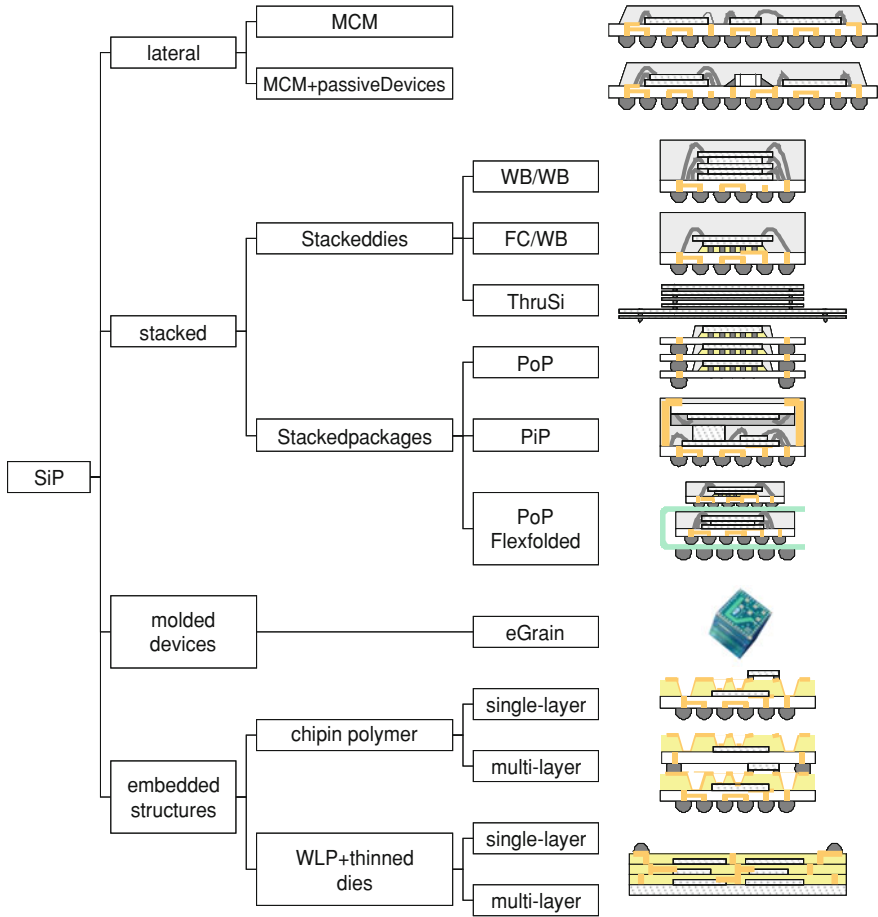 MCM
lateral
MCM+passiveDevices
WB/WB
Stackeddies
FC/WB
ThruSi
stacked
PoP
Stackedpackages
PiP
SiP
PoP
Flexfolded
molded
devices
eGrain
single-layer
chipin polymer
multi-layer
embedded
structures
single-layer
WLP+thinned
dies
multi-layer